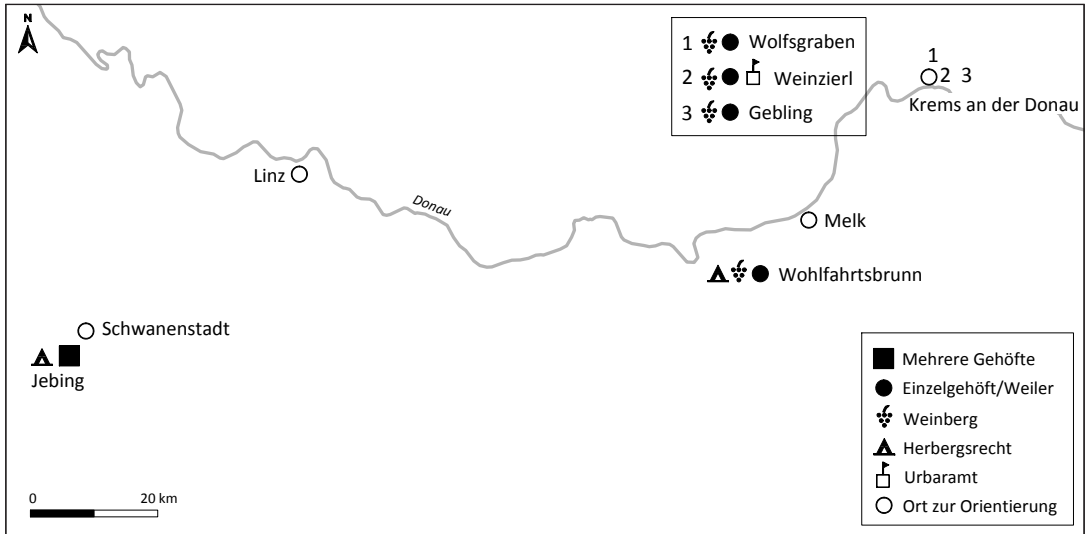 N
1 Wolfsgraben
2 Weinzierl
3 Gebling
1
2 3
Krems an der Donau
Linz
Donau
Melk
Wohlfahrtsbrunn
Schwanenstadt
Jebing
Mehrere Gehöfte
Einzelgehöft/Weiler
Weinberg
Herbergsrecht
Urbaramt
Ort zur Orientierung
0 20 km